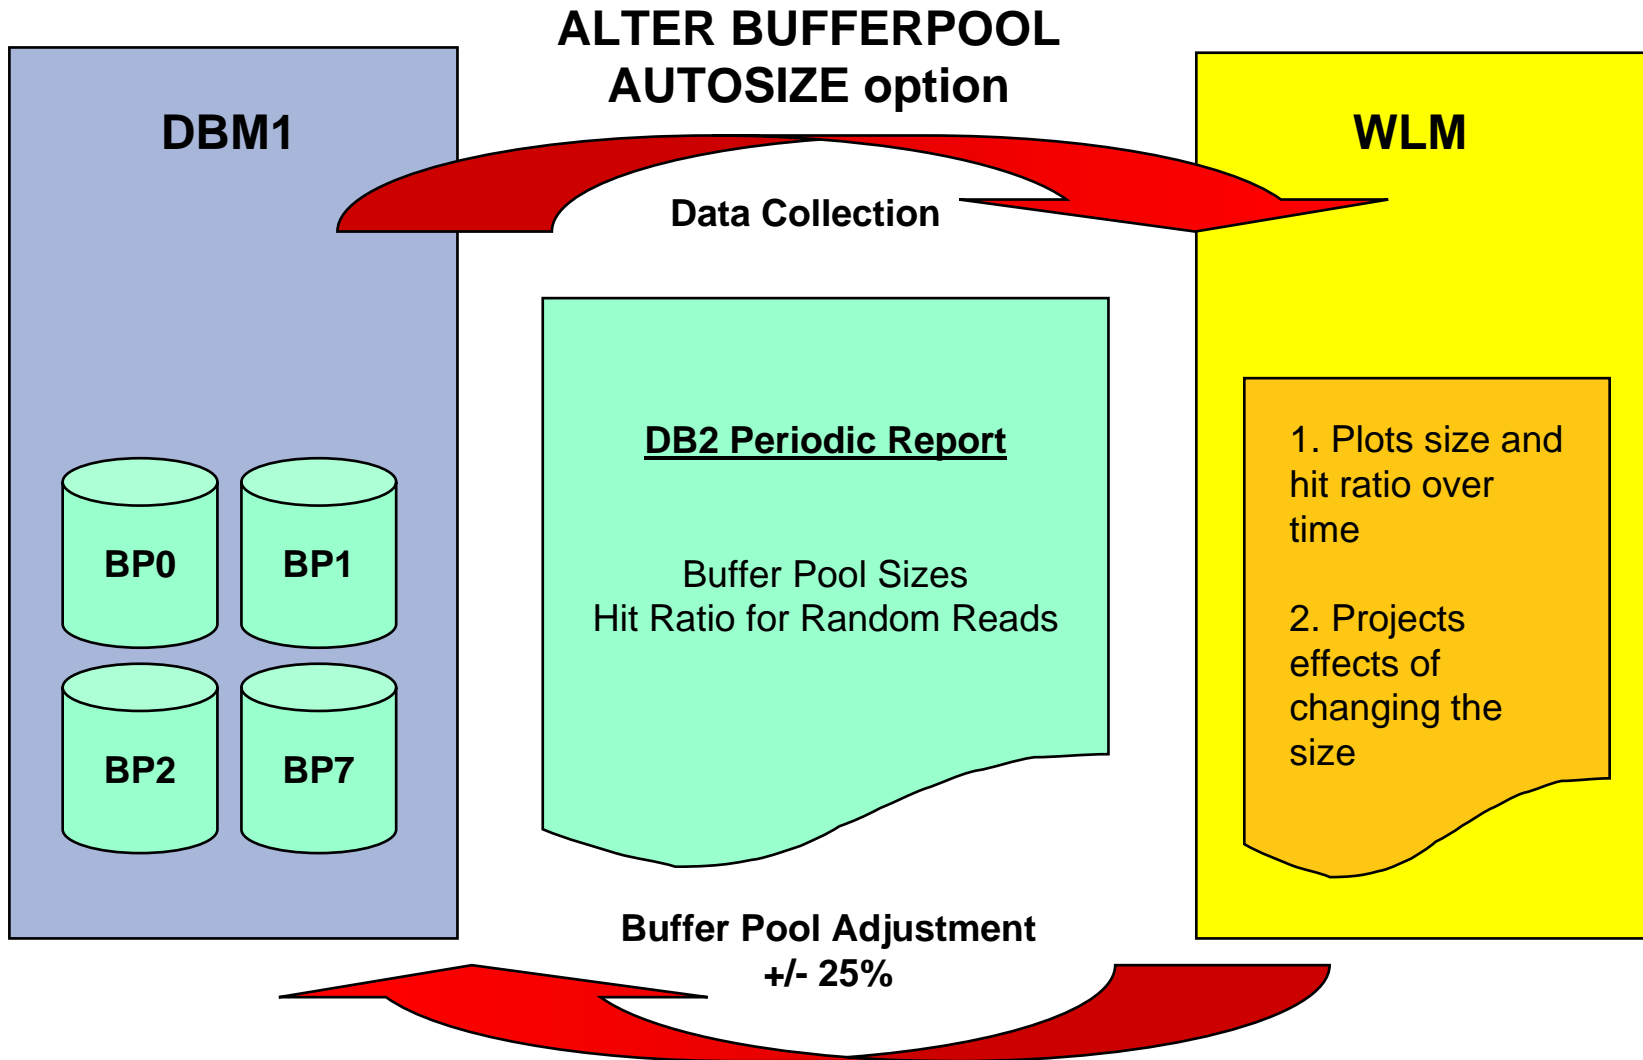 ALTER BUFFERPOOL
AUTOSIZE option
DBM1
WLM
Data Collection
DB2 Periodic Report
Buffer Pool Sizes
Hit Ratio for Random Reads
BP0
BP1
BP2
BP7
1. Plots size and
hit ratio over
time
2. Projects
effects of
changing the
size
Buffer Pool Adjustment
+/- 25%